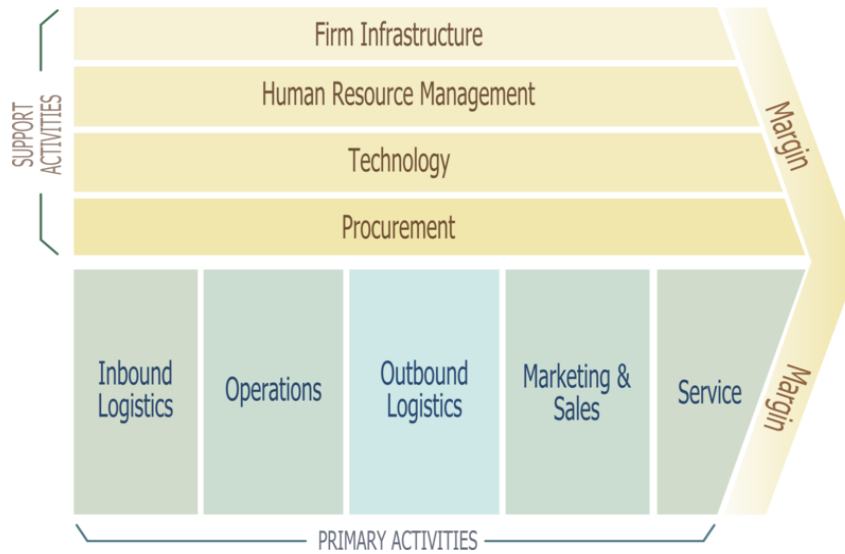 Firm Infrastructure
Human Resource Management
Technology
Procurement
SUPPORT
ACTIVITIES
Margin
Inbound
Logistics
Operations
Outbound
Logistics
Marketing &
Sales
Service
Margin
PRIMARY ACTIVITIES